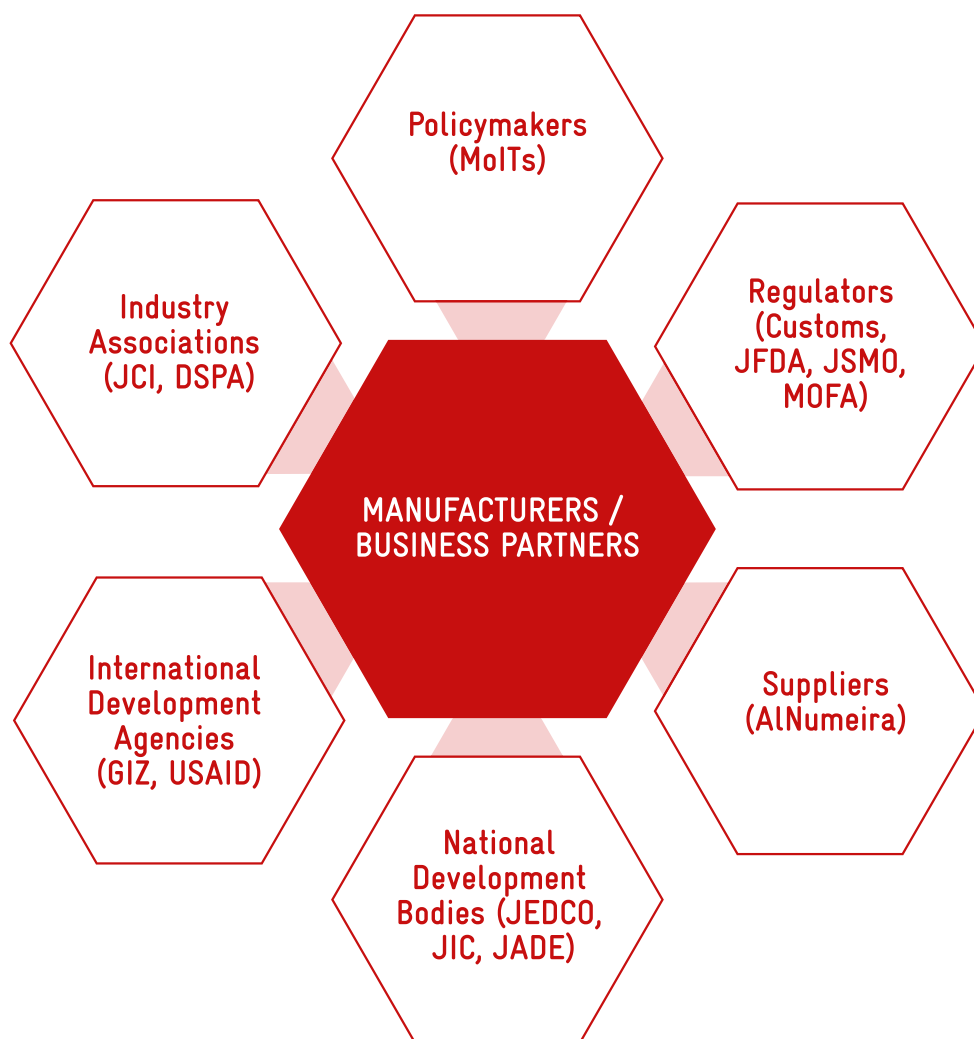 Policymakers
(MoITs)
Industry
Associations
(JCI, DSPA)
Regulators
(Customs,
JFDA, JSMO,
MOFA)
MANUFACTURERS /
BUSINESS PARTNERS
International
Development
Agencies
(GIZ, USAID)
Suppliers
(AlNumeira)
National
Development
Bodies (JEDCO,
JIC, JADE)